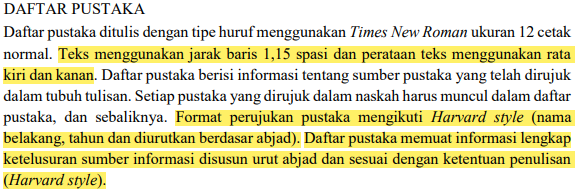 DAFTAR PUSTAKA
Daftar pustaka ditulis dengan tipe huruf menggunakan Times New Roman ukuran 12 cetak
normal. Teks menggunakan jarak baris 1,15 spasi dan perataan teks menggunakan rata
kiri dan kanan. Daftar pustaka berisi informasi tentang sumber pustaka yang telah dirujuk
dalam tubuh tulisan. Setiap pustaka yang dirujuk dalam naskah harus muncul dalam daftar
pustaka, dan sebaliknya. Format perujukan pustaka mengikuti Harvard style (nama
belakang, tahun dan diurutkan berdasar abjad). Daftar pustaka memuat informasi lengkap
ketelusuran sumber informasi disusun urut abjad dan sesuai dengan ketentuan penulisan
(Harvard style).